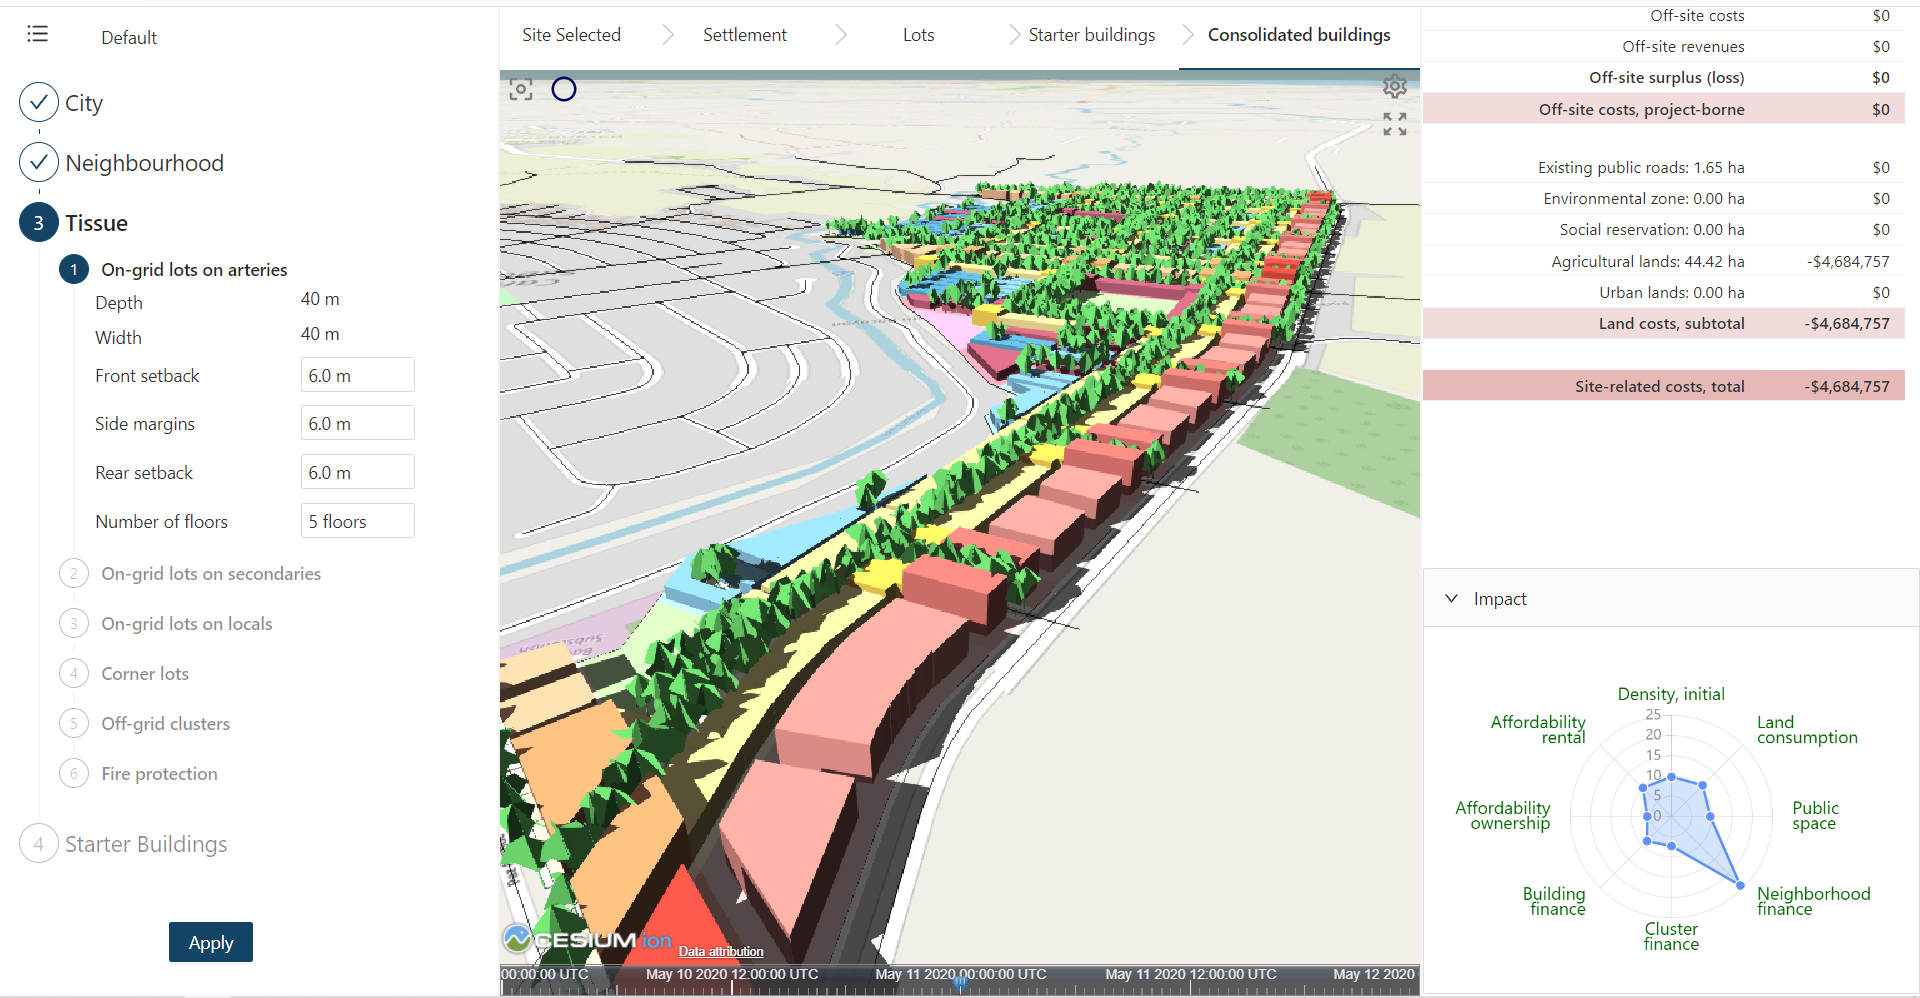 Default
City
Neighbourhood
3 Tissue
1 On-grid lots on arteries
Depth 40 m
Width 40 m
Front setback 6.0 m
Side margins 6.0 m
Rear setback 6.0 m
Number of floors 5 floors
2 On-grid lots on secondaries
3 On-grid lots on locals
4 Corner lots
5 Off-grid clusters
6 Fire protection
4 Starter Buildings
Apply
Site Selected Settlement Lots Starter buildings Consolidated buildings
CESIUM ion
Data attribution
00:00:00 UTC May 10 2020 12:00:00 UTC May 11 2020 00:00:00 UTC May 11 2020 12:00:00 UTC May 12 2020
Off-site costs $0
Off-site revenues $0
Off-site surplus (loss) $0
Off-site costs, project-borne $0
Existing public roads: 1.65 ha $0
Environmental zone: 0.00 ha $0
Social reservation: 0.00 ha $0
Agricultural lands: 44.42 ha -$4,684,757
Urban lands: 0.00 ha $0
Land costs, subtotal -$4,684,757
Site-related costs, total -$4,684,757
Impact
Density, initial
25
20
15
10
5
0
Land
consumption
Public
space
Neighborhood
finance
Cluster
finance
Building
finance
Affordability
ownership
Affordability
rental